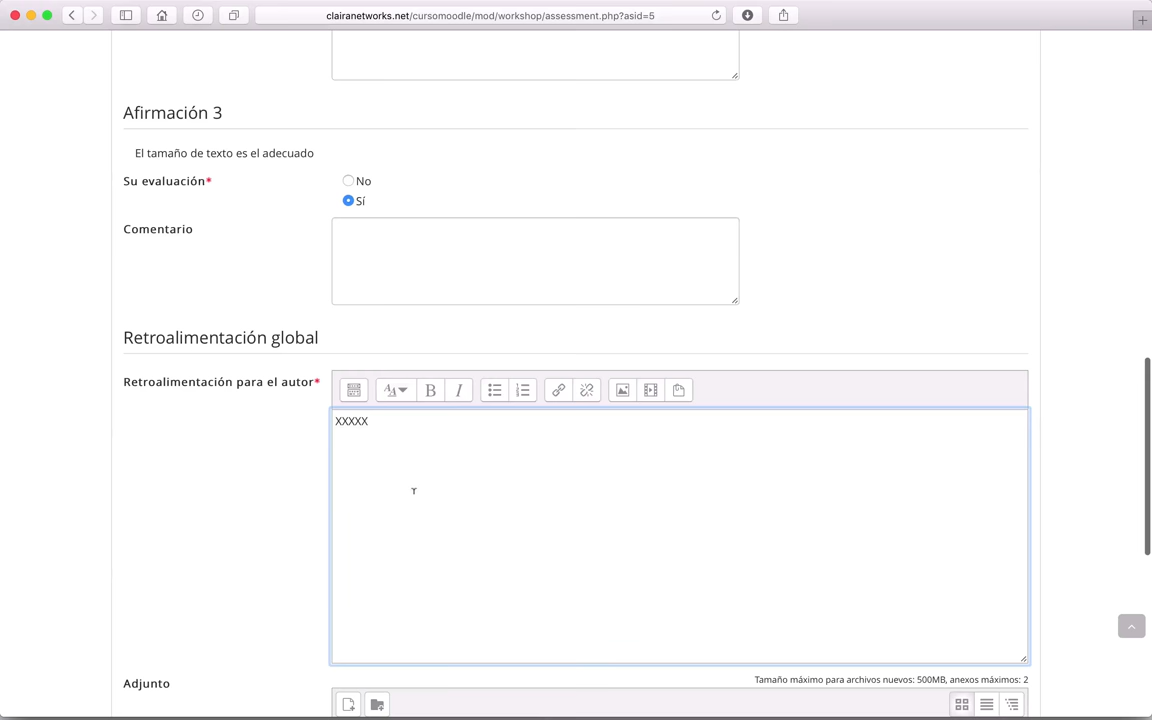 clairanetworks.net/cursomoodle/mod/workshop/assessment.php?asid=5
Afirmación 3
El tamaño de texto es el adecuado
Su evaluación*
No
Sí
Comentario
Retroalimentación global
Retroalimentación para el autor*
XXXXX
Tamaño máximo para archivos nuevos: 500MB, anexos máximos: 2
Adjunto